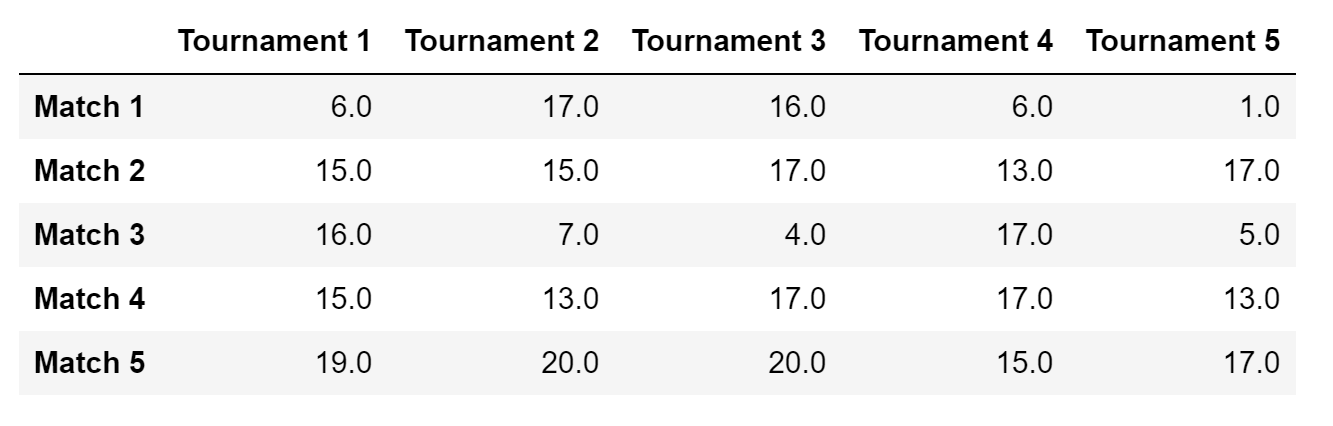 Tournament 1 Tournament 2 Tournament 3 Tournament 4 Tournament 5
Match 1 6.0 17.0 16.0 6.0 1.0
Match 2 15.0 15.0 17.0 13.0 17.0
Match 3 16.0 7.0 4.0 17.0 5.0
Match 4 15.0 13.0 17.0 17.0 13.0
Match 5 19.0 20.0 20.0 15.0 17.0